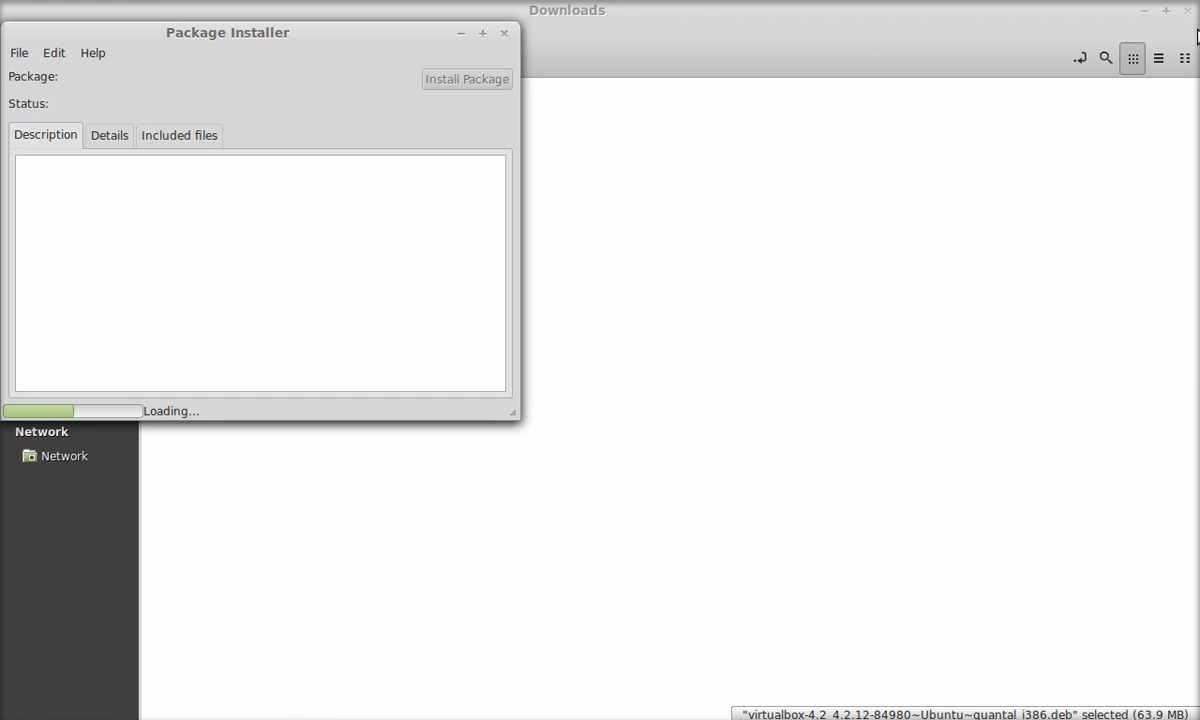 Downloads
Package Installer
File Edit Help
Package:
Install Package
Status:
Description Details Included files
Loading...
Network
Network
"virtualbox-4.2_4.2.12-84980~Ubuntu~quantal_i386.deb" selected (63.9 MB)